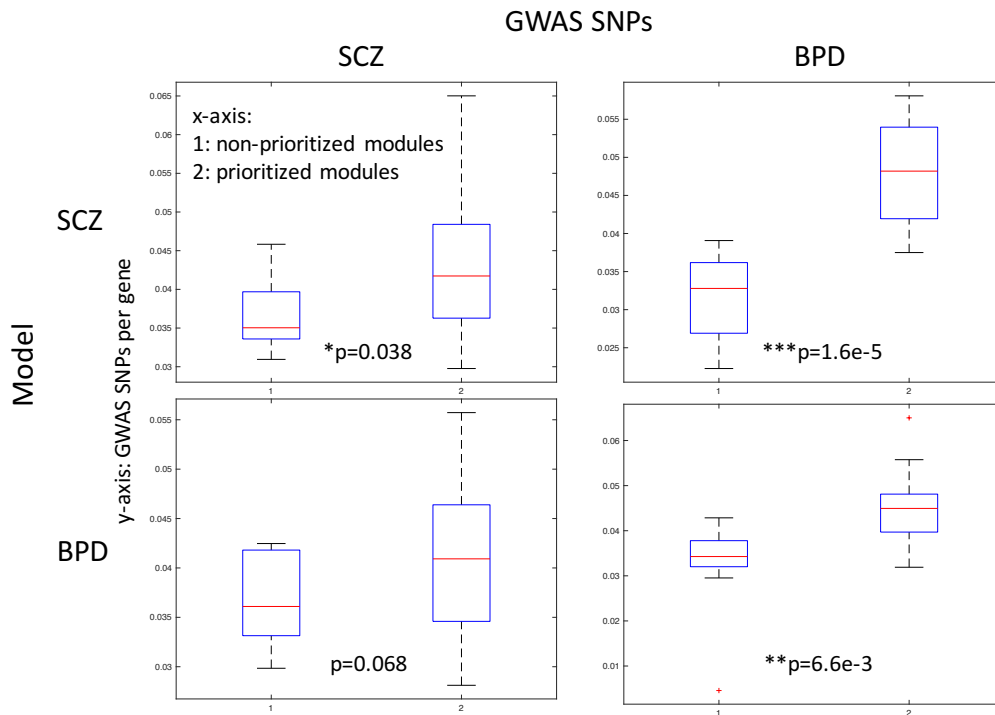 GWAS SNPs
SCZ
BPD
Model
SCZ
BPD
y-axis: GWAS SNPs per gene
x-axis:
1: non-prioritized modules
2: prioritized modules
0.065
0.06
0.055
0.05
0.045
0.04
0.035
0.03
*p=0.038
1
2
0.055
0.05
0.045
0.04
0.035
0.03
0.025
***p=1.6e-5
1
2
0.055
0.05
0.045
0.04
0.035
0.03
p=0.068
1
2
0.06
0.05
0.04
0.03
0.02
0.01
**p=6.6e-3
1
2